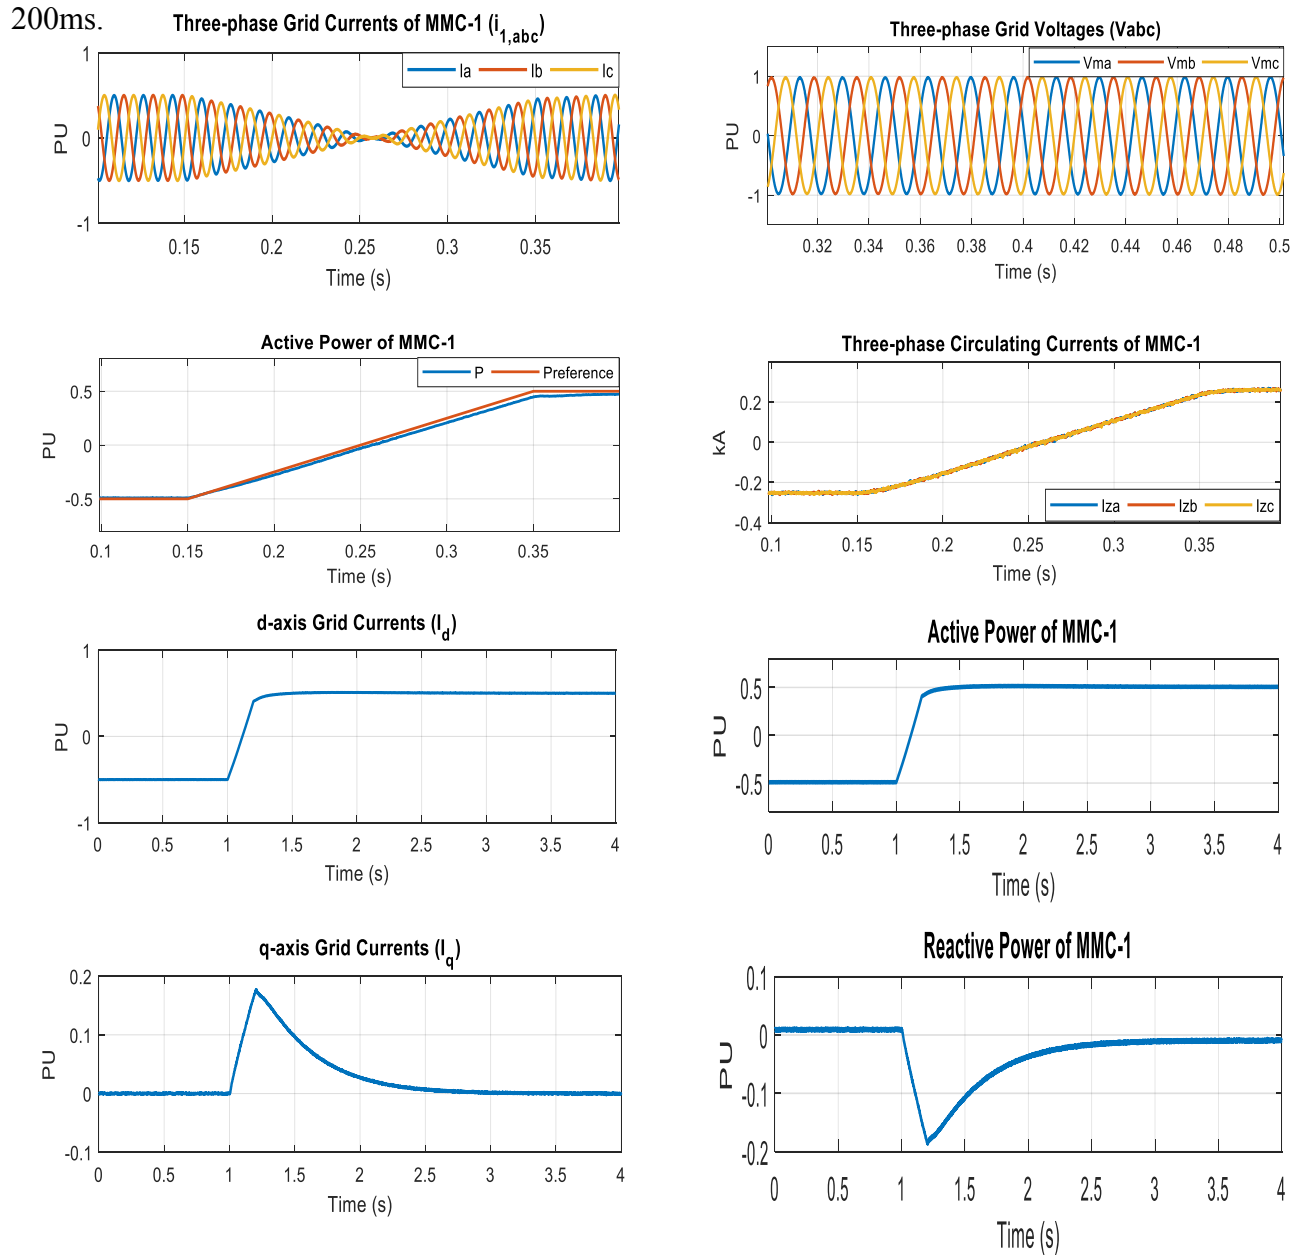 200ms.
Three-phase Grid Currents of MMC-1 (i1,abc)
Ia Ib Ic
1
0
-1
PU
0.15 0.2 0.25 0.3 0.35
Time (s)
Three-phase Grid Voltages (Vabc)
Vma Vmb Vmc
1
0
-1
PU
0.32 0.34 0.36 0.38 0.4 0.42 0.44 0.46 0.48 0.5
Time (s)
Active Power of MMC-1
P Preference
0.5
0
-0.5
PU
0.1 0.15 0.2 0.25 0.3 0.35
Time (s)
Three-phase Circulating Currents of MMC-1
0.2
0
-0.2
-0.4
kA
Iza Izb Izc
0.1 0.15 0.2 0.25 0.3 0.35
Time (s)
d-axis Grid Currents (Id)
1
0
-1
PU
0 0.5 1 1.5 2 2.5 3 3.5 4
Time (s)
Active Power of MMC-1
0.5
0
-0.5
PU
0 0.5 1 1.5 2 2.5 3 3.5 4
Time (s)
q-axis Grid Currents (Iq)
0.2
0.1
0
-0.1
PU
0 0.5 1 1.5 2 2.5 3 3.5 4
Time (s)
Reactive Power of MMC-1
0.1
0
-0.1
-0.2
PU
0 0.5 1 1.5 2 2.5 3 3.5 4
Time (s)